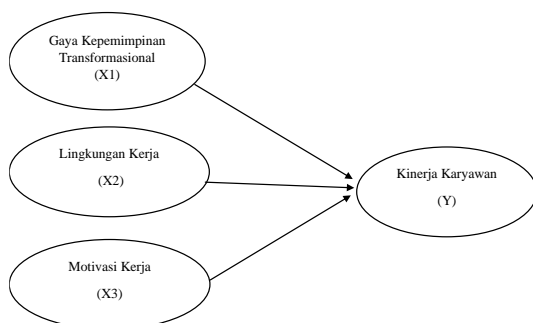 Gaya Kepemimpinan
Transformasional
(X1)
Lingkungan Kerja
(X2)
Kinerja Karyawan
(Y)
Motivasi Kerja
(X3)